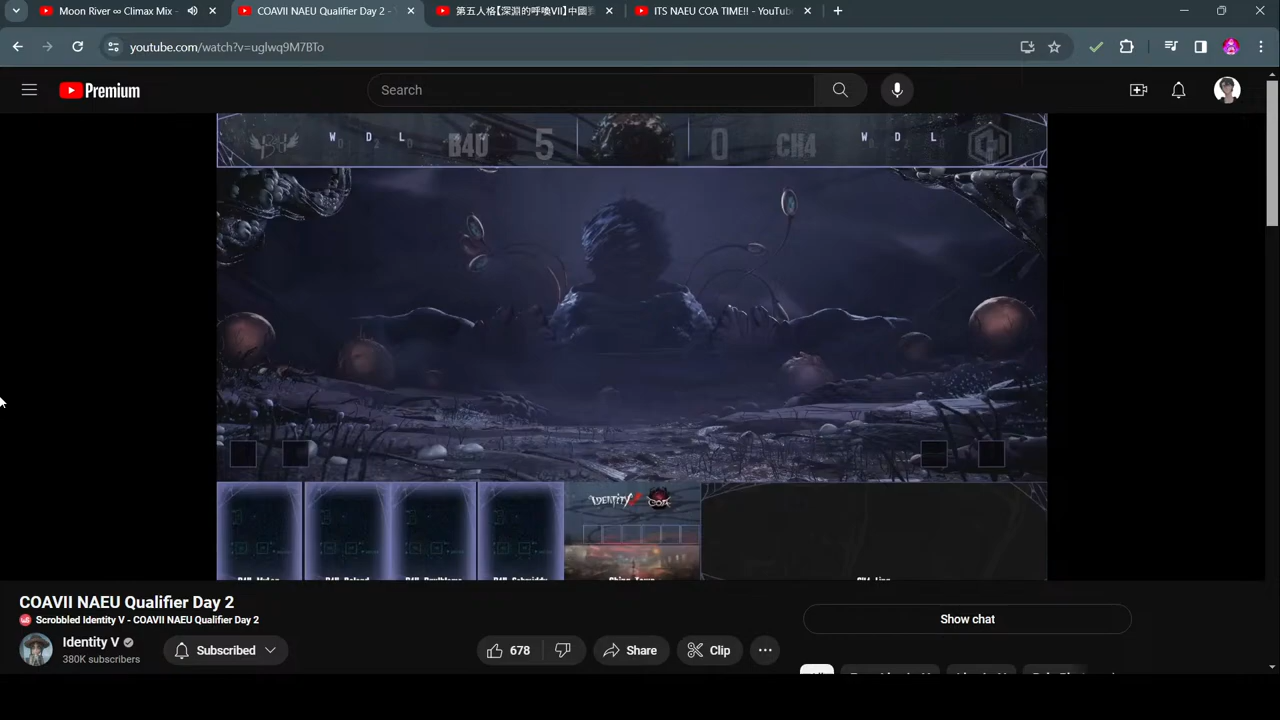 Moon River ∞ Climax Mix -
COAVII NAEU Qualifier Day 2 -
第五人格【深淵的呼喚VII】中國
ITS NAEU COA TIME!! - YouTub
youtube.com/watch?v=uglwq9M7BTo
Premium
Search
W D L B4U 5 0 CH4 W D L
IDENTITY V
COA
COAVII NAEU Qualifier Day 2
Scrobbled Identity V - COAVII NAEU Qualifier Day 2
Show chat
Identity V
380K subscribers
Subscribed
678
Share
Clip